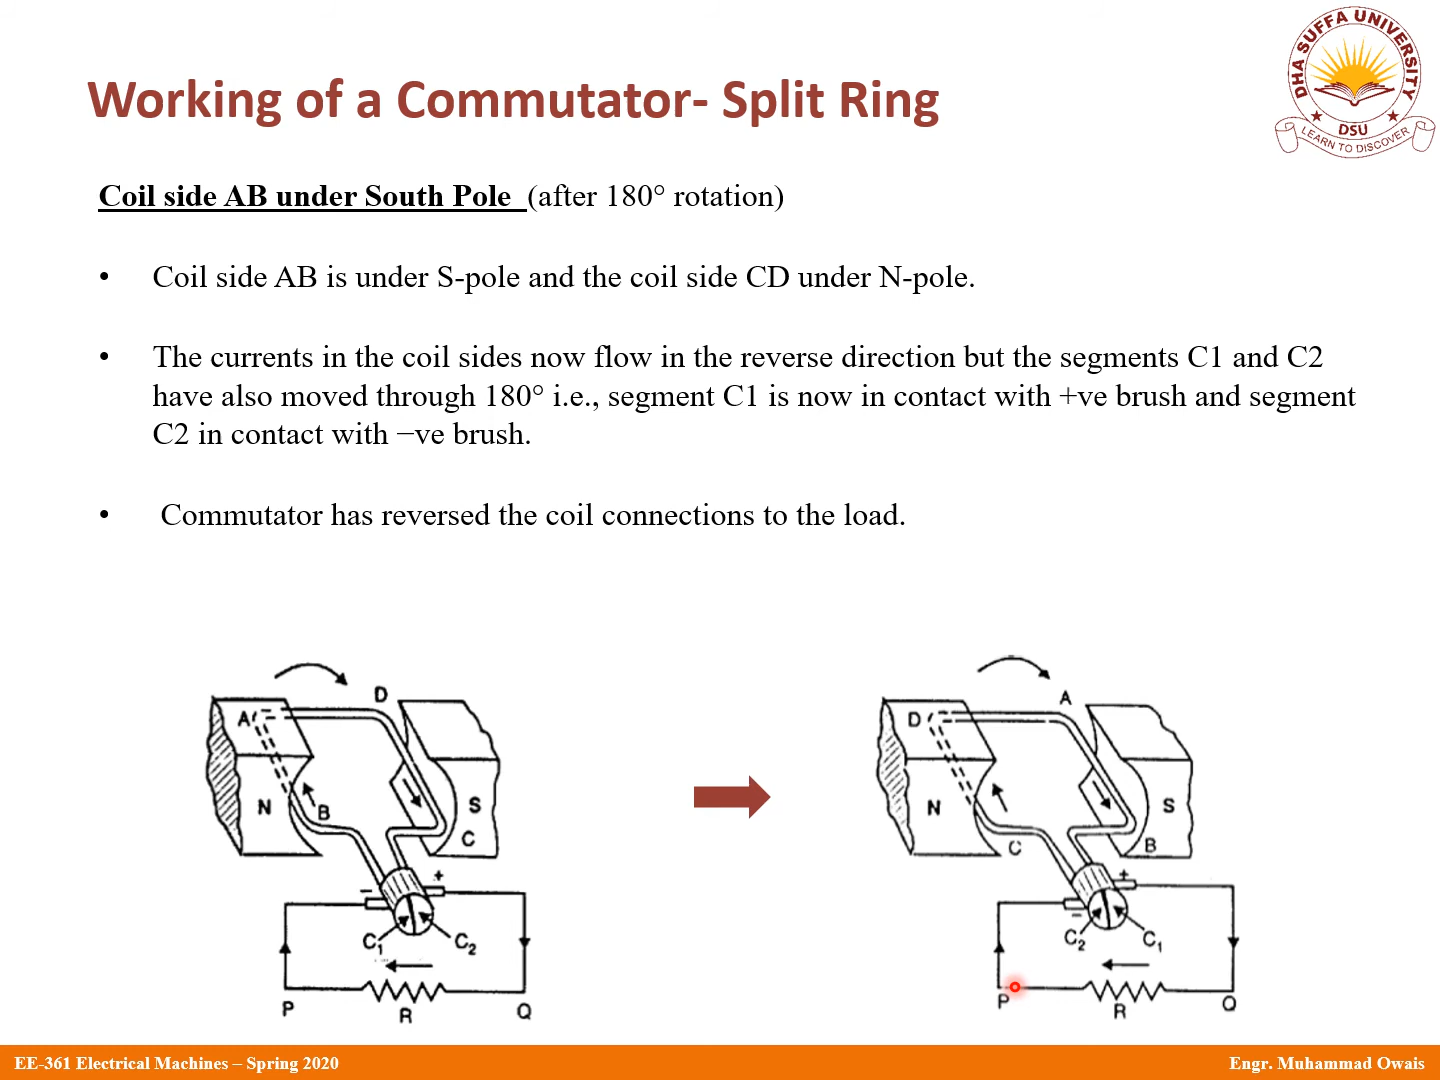 Working of a Commutator- Split Ring
DHA SUFFA UNIVERSITY
DSU
LEARN TO DISCOVER
Coil side AB under South Pole (after 180° rotation)
• Coil side AB is under S-pole and the coil side CD under N-pole.
• The currents in the coil sides now flow in the reverse direction but the segments C1 and C2
have also moved through 180° i.e., segment C1 is now in contact with +ve brush and segment
C2 in contact with −ve brush.
• Commutator has reversed the coil connections to the load.
A
D
N
B
S
C
−
+
C₁
C₂
P
R
Q
D
A
N
C
S
B
+
−
C₂
C₁
P
R
Q
EE-361 Electrical Machines – Spring 2020
Engr. Muhammad Owais